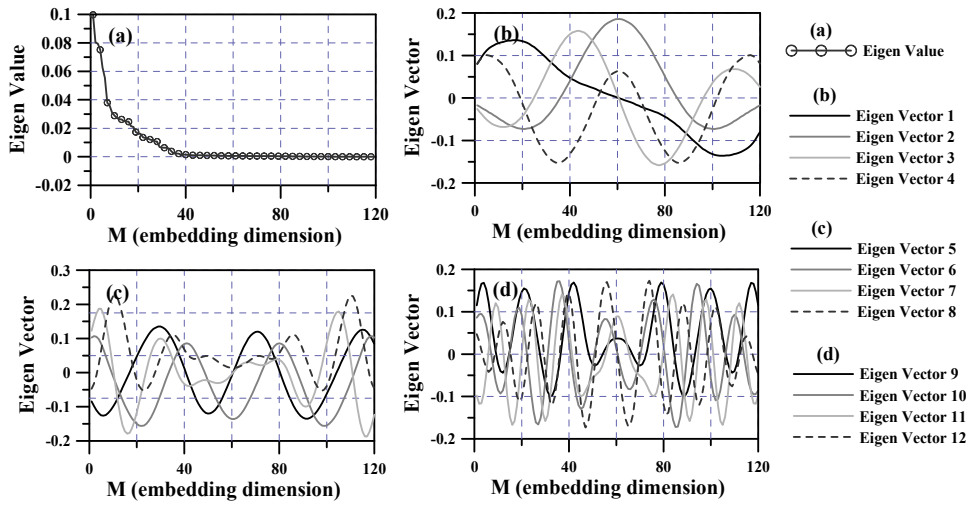 (a)
Eigen Value
0.1
0.08
0.06
0.04
0.02
0
-0.02
0 40 80 120
M (embedding dimension)
(b)
Eigen Vector
0.2
0.1
0
-0.1
-0.2
0 40 80 120
M (embedding dimension)
(a)
Eigen Value
(b)
Eigen Vector 1
Eigen Vector 2
Eigen Vector 3
Eigen Vector 4
(c)
Eigen Vector
0.3
0.2
0.1
0
-0.1
-0.2
0 40 80 120
M (embedding dimension)
(d)
Eigen Vector
0.2
0.1
0
-0.1
-0.2
0 40 80 120
M (embedding dimension)
(c)
Eigen Vector 5
Eigen Vector 6
Eigen Vector 7
Eigen Vector 8
(d)
Eigen Vector 9
Eigen Vector 10
Eigen Vector 11
Eigen Vector 12